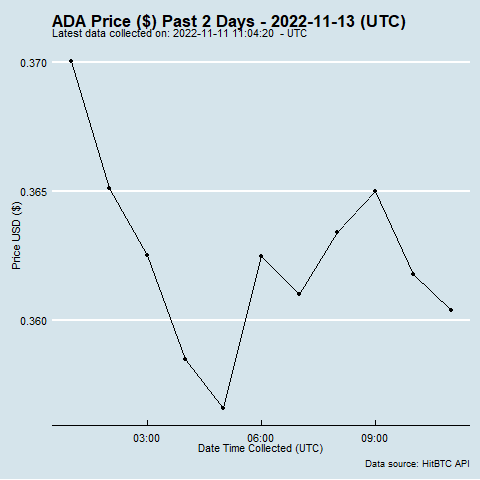 ADA Price ($) Past 2 Days - 2022-11-13 (UTC)
Latest data collected on: 2022-11-11 11:04:20 - UTC
0.370
0.365
0.360
Price USD ($)
03:00 06:00 09:00
Date Time Collected (UTC)
Data source: HitBTC API